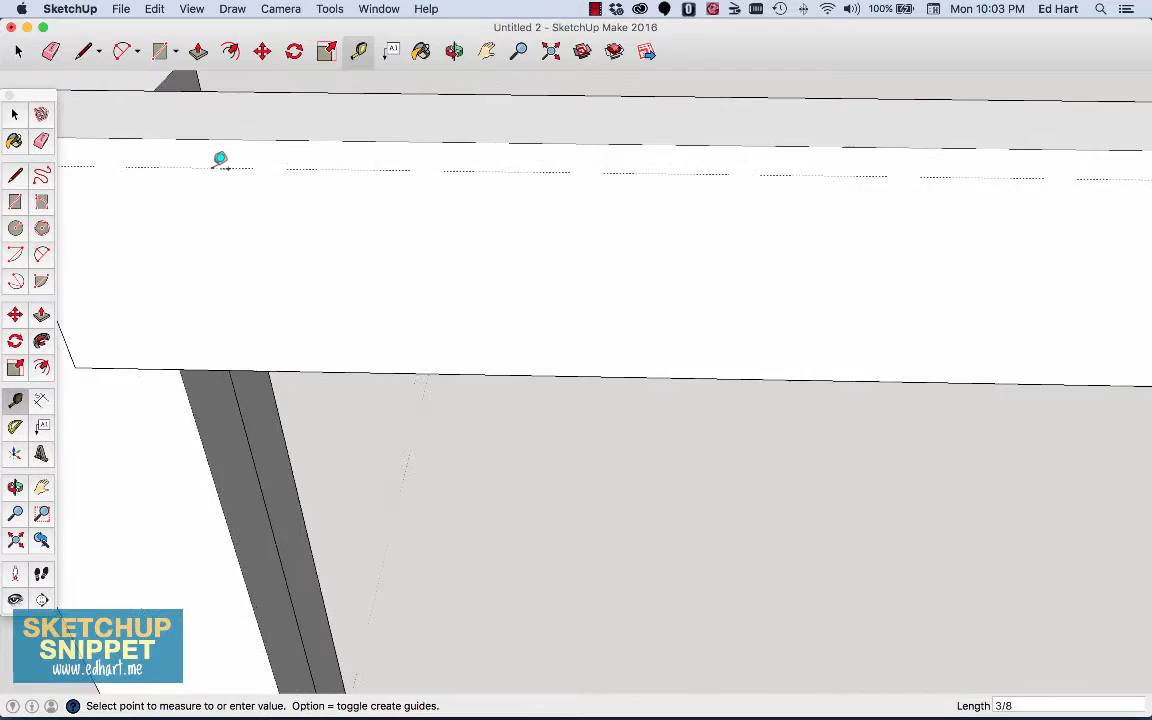 SketchUp File Edit View Draw Camera Tools Window Help 100% Mon 10:03 PM Ed Hart
Untitled 2 - SketchUp Make 2016
A1
A1
SKETCHUP
SNIPPET
www.edhart.me
Select point to measure to or enter value. Option = toggle create guides. Length 3/8